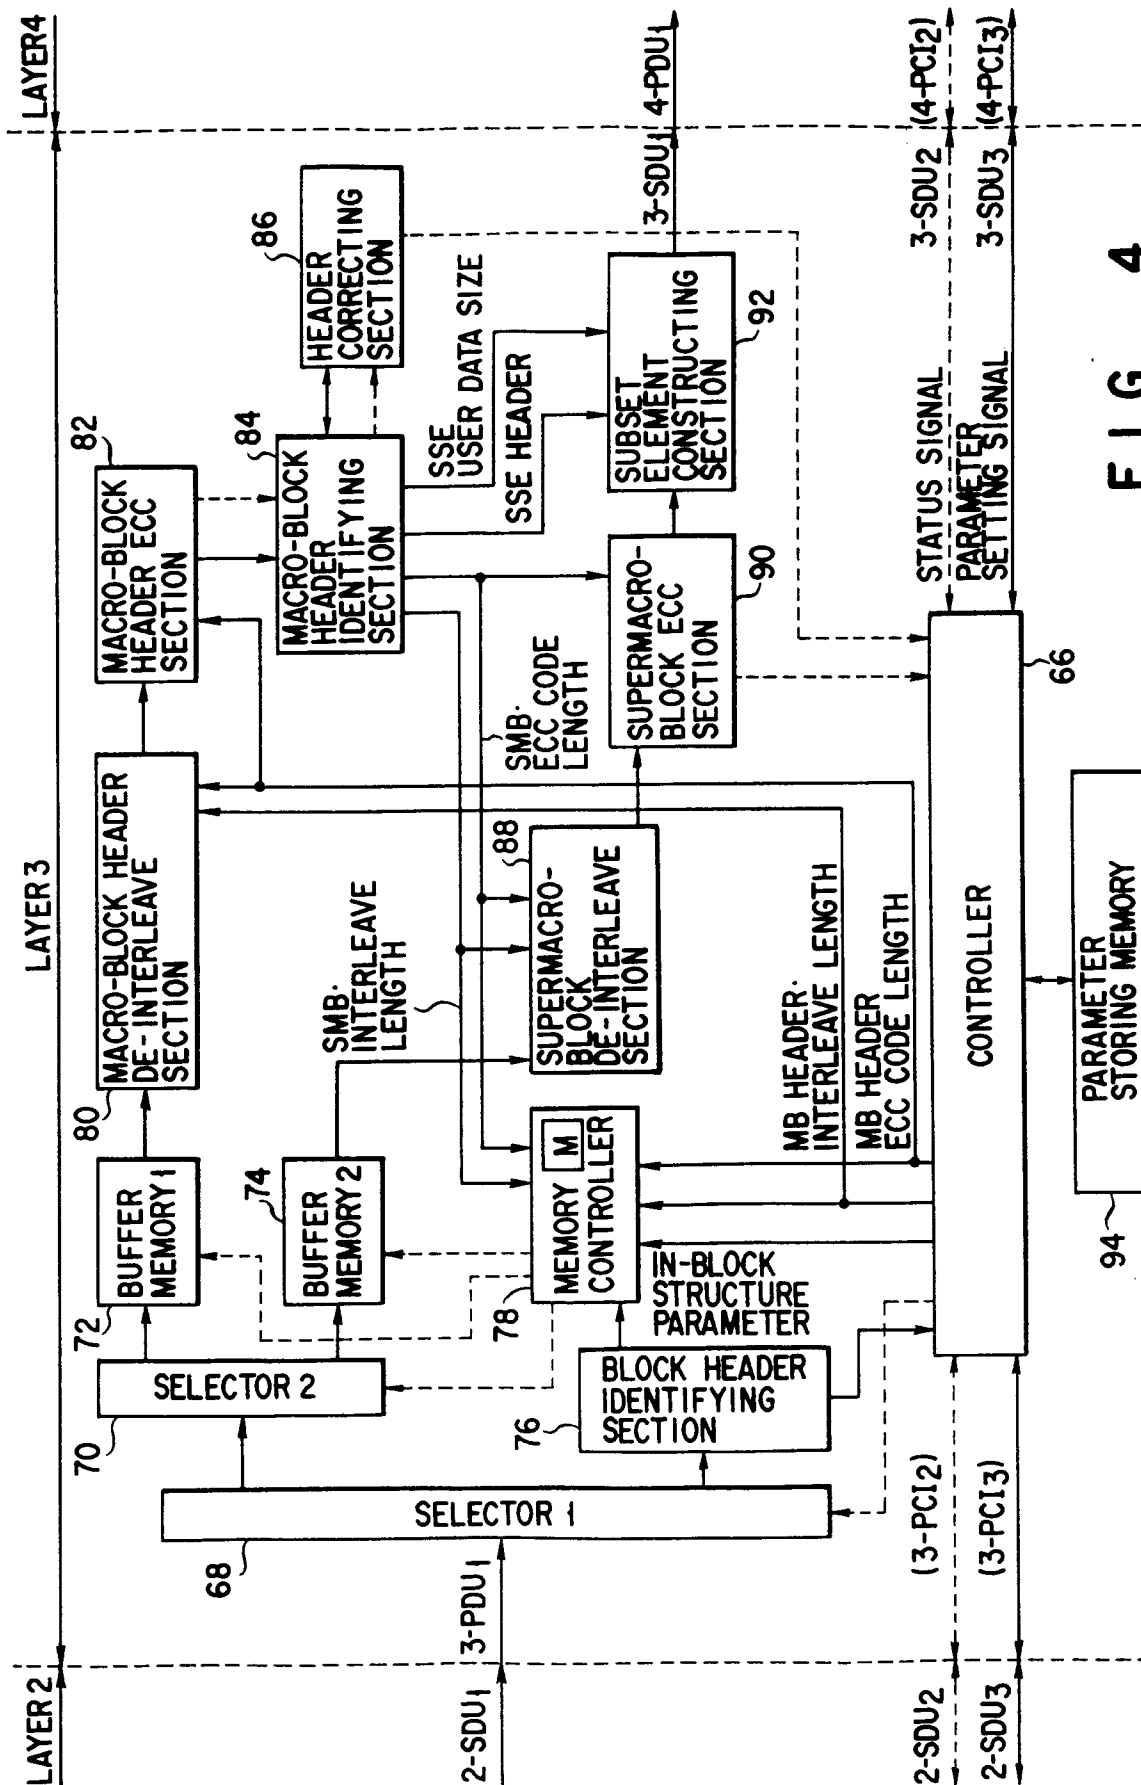 LAYER2
LAYER3
LAYER4
2-SDU1
3-PDU1
68
SELECTOR 1
70
SELECTOR 2
72
BUFFER
MEMORY 1
74
BUFFER
MEMORY 2
76
BLOCK HEADER
IDENTIFYING
SECTION
78
MEMORY
CONTROLLER
M
IN-BLOCK
STRUCTURE
PARAMETER
80
MACRO-BLOCK HEADER
DE-INTERLEAVE
SECTION
SMB·
INTERLEAVE
LENGTH
82
MACRO-BLOCK
HEADER ECC
SECTION
84
MACRO-BLOCK
HEADER
IDENTIFYING
SECTION
86
HEADER
CORRECTING
SECTION
SSE
USER DATA SIZE
SSE HEADER
SMB·
ECC CODE
LENGTH
88
SUPERMACRO-
BLOCK
DE-INTERLEAVE
SECTION
90
SUPERMACRO-
BLOCK ECC
SECTION
92
SUBSET
ELEMENT
CONSTRUCTING
SECTION
3-SDU1
4-PDU1
MB HEADER·
INTERLEAVE LENGTH
MB HEADER
ECC CODE LENGTH
STATUS SIGNAL
PARAMETER
SETTING SIGNAL
2-SDU2
(3-PCI2)
3-SDU2
(4-PCI2)
2-SDU3
(3-PCI3)
3-SDU3
(4-PCI3)
CONTROLLER
66
94
PARAMETER
STORING MEMORY
FIG. 4